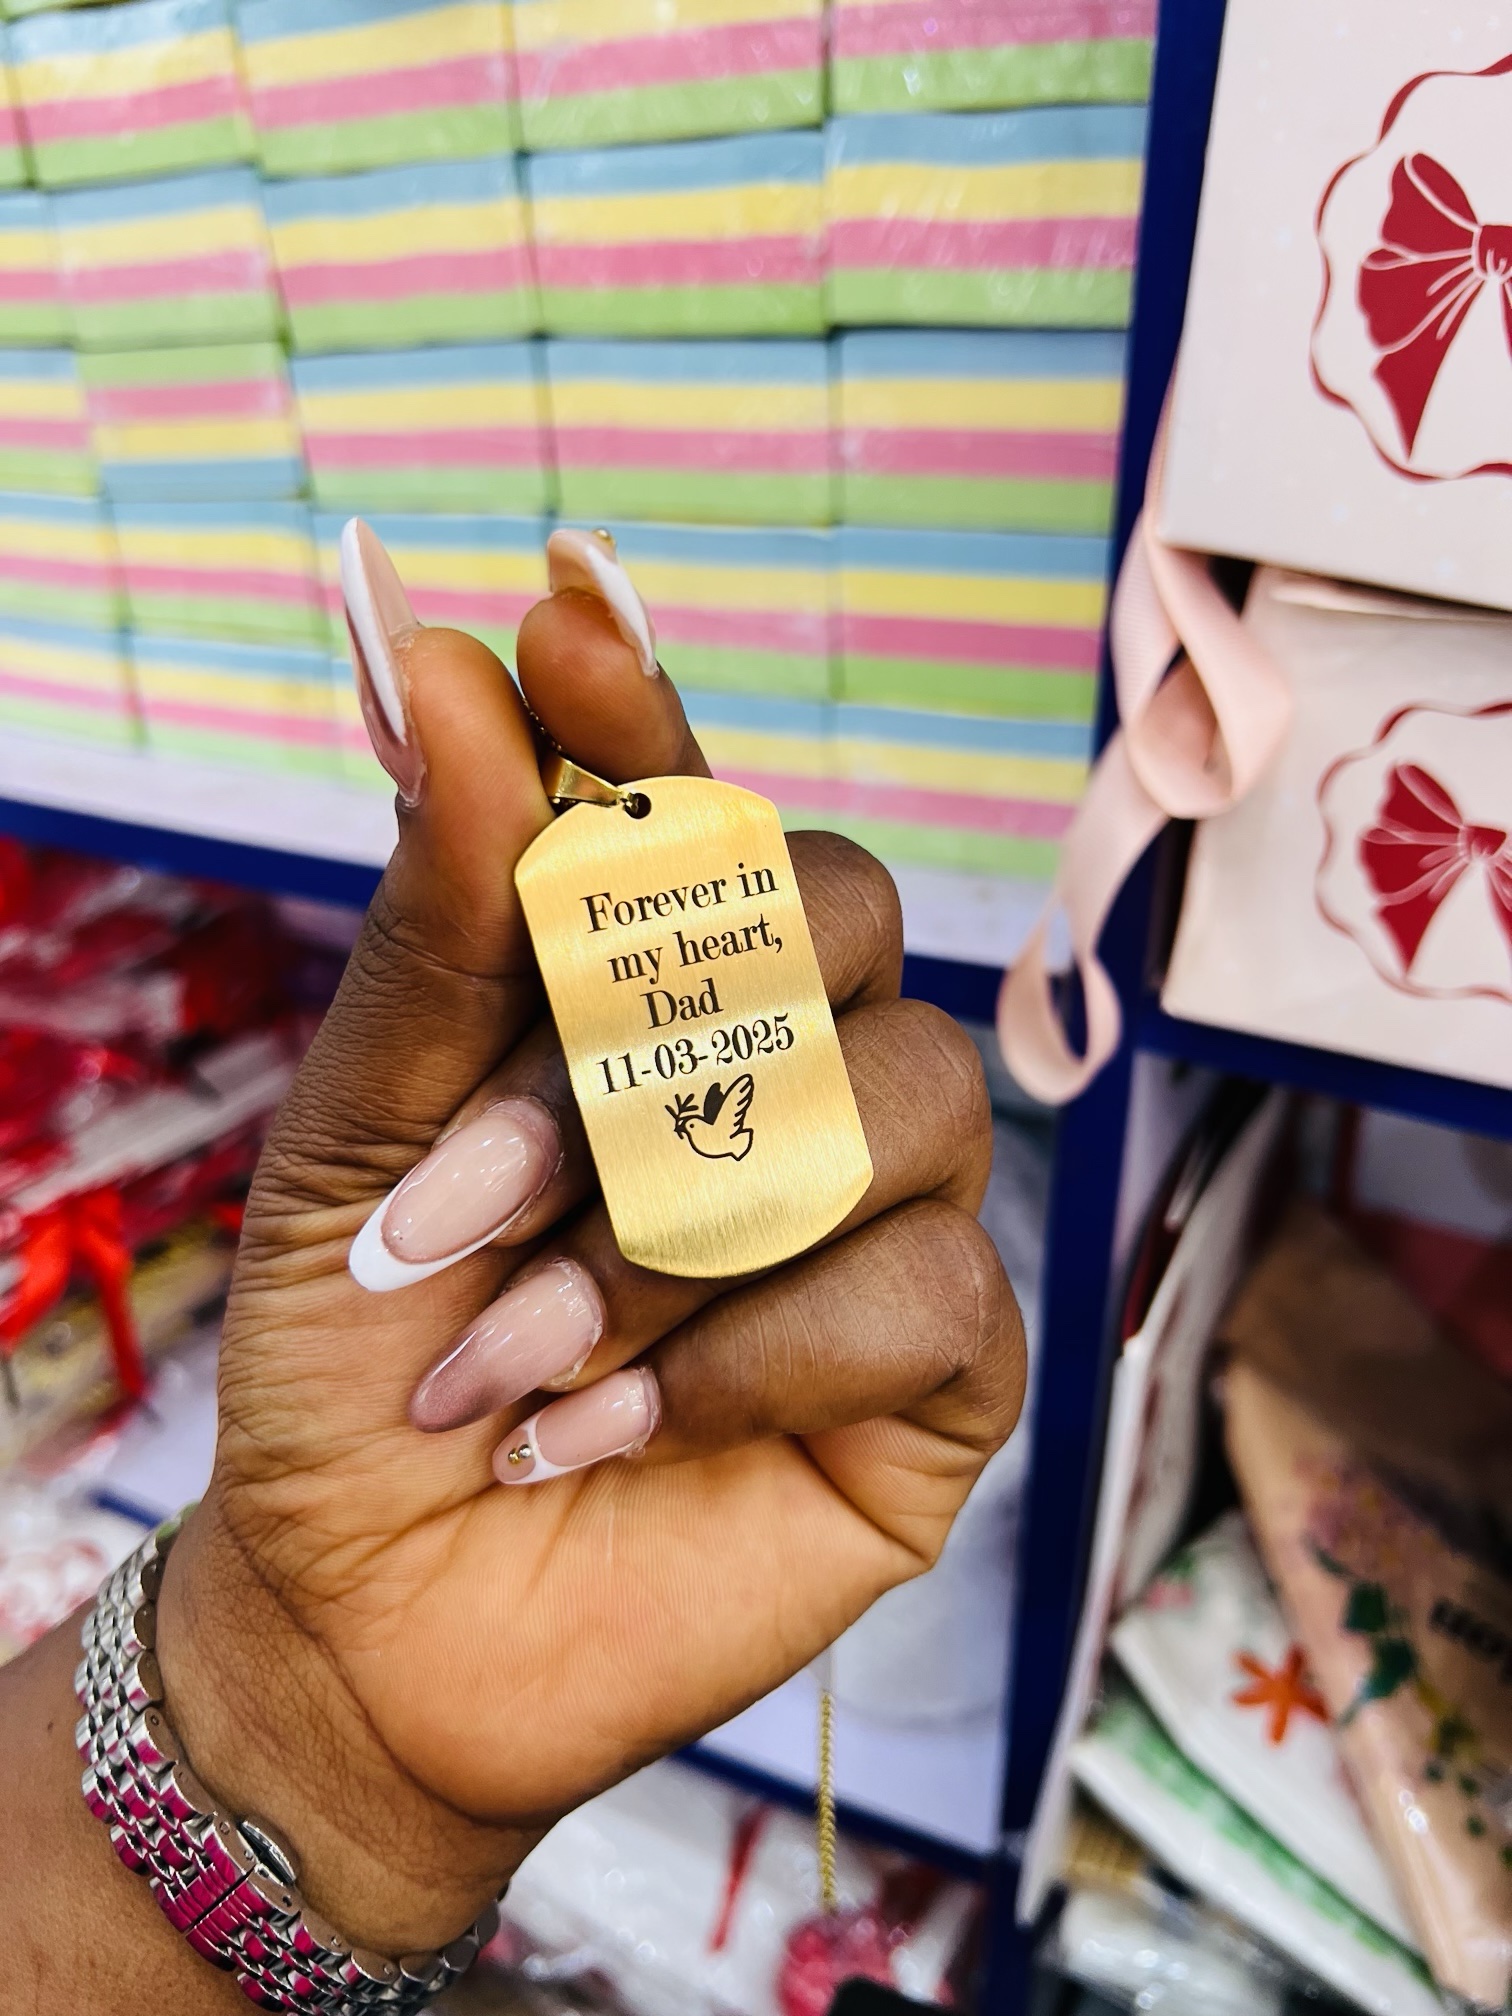 Forever in
my heart,
Dad
11-03-2025